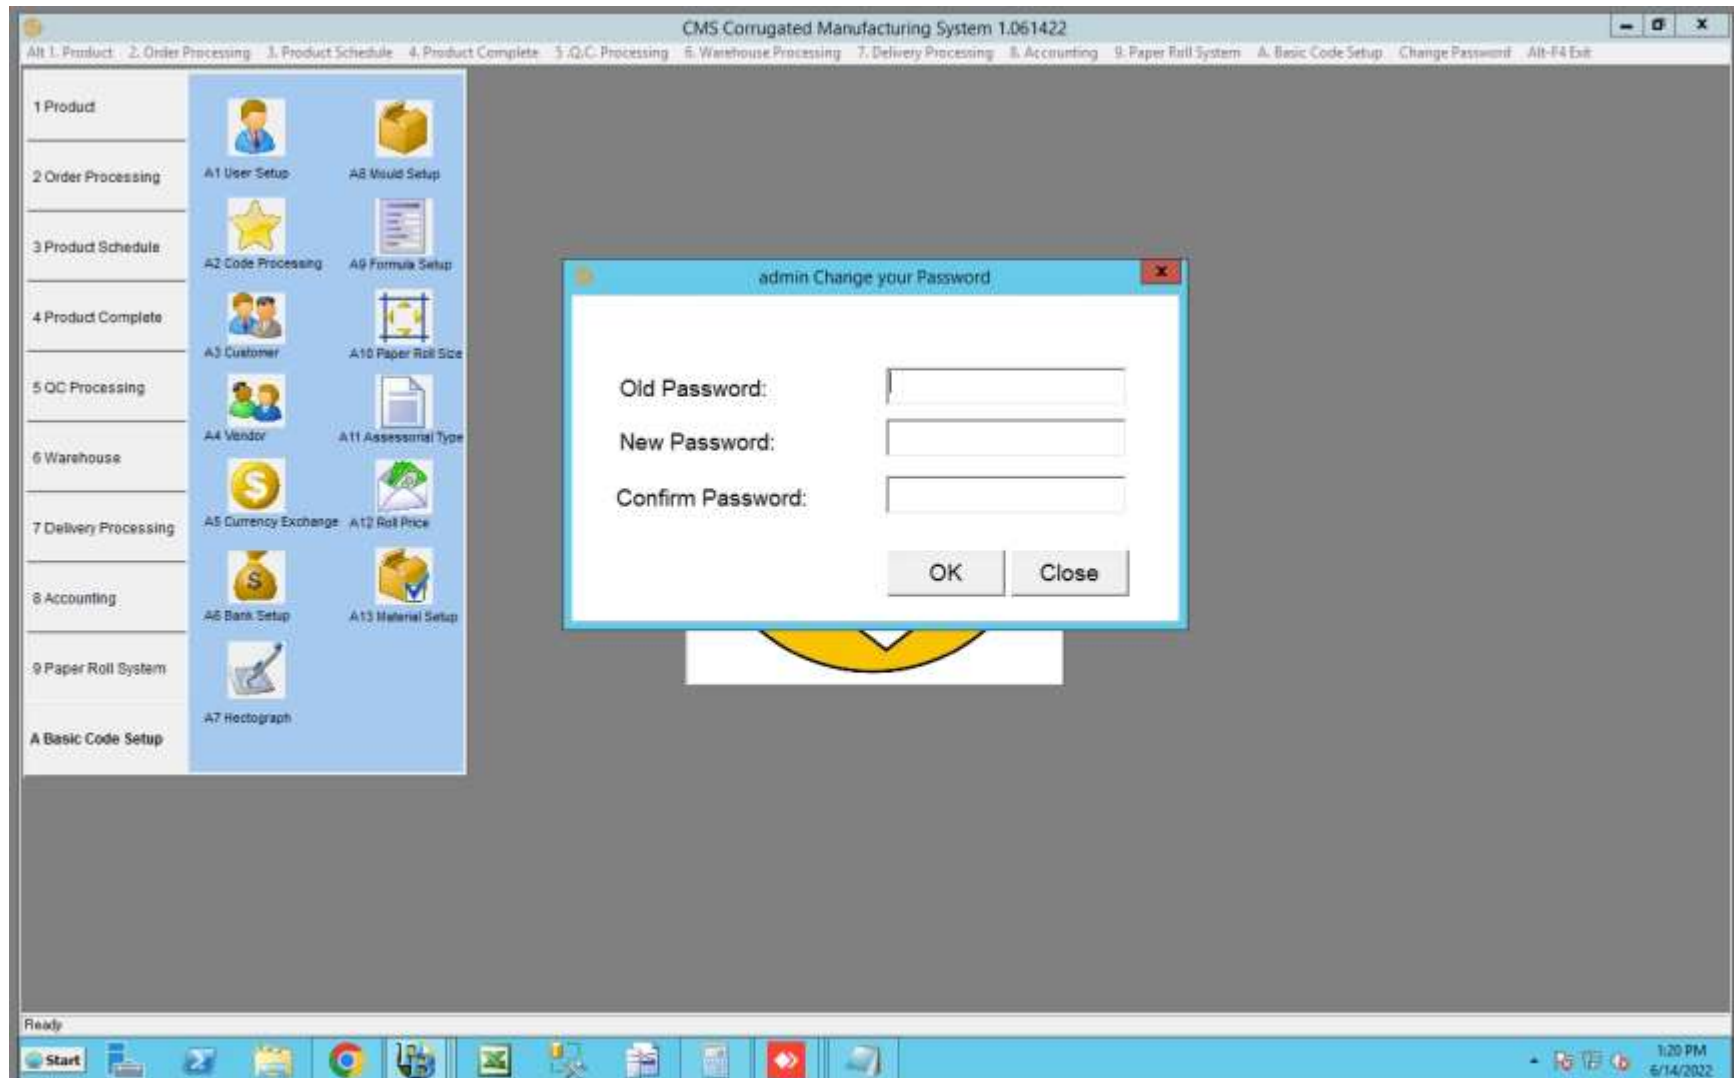 CMS Corrugated Manufacturing System 1.061422
Alt 1. Product 2. Order Processing 3. Product Schedule 4. Product Complete 5 .Q.C. Processing 6. Warehouse Processing 7. Delivery Processing 8. Accounting 9. Paper Roll System A. Basic Code Setup Change Password Alt-F4 Exit
1 Product
2 Order Processing
3 Product Schedule
4 Product Complete
5 QC Processing
6 Warehouse
7 Delivery Processing
8 Accounting
9 Paper Roll System
A Basic Code Setup
A1 User Setup
A8 Mould Setup
A2 Code Processing
A9 Formula Setup
A3 Customer
A10 Paper Roll Size
A4 Vendor
A11 Assessorial Type
A5 Currency Exchange
A12 Roll Price
A6 Bank Setup
A13 Material Setup
A7 Hectograph
admin Change your Password
Old Password:
New Password:
Confirm Password:
OK Close
Ready
Start
1:20 PM
6/14/2022